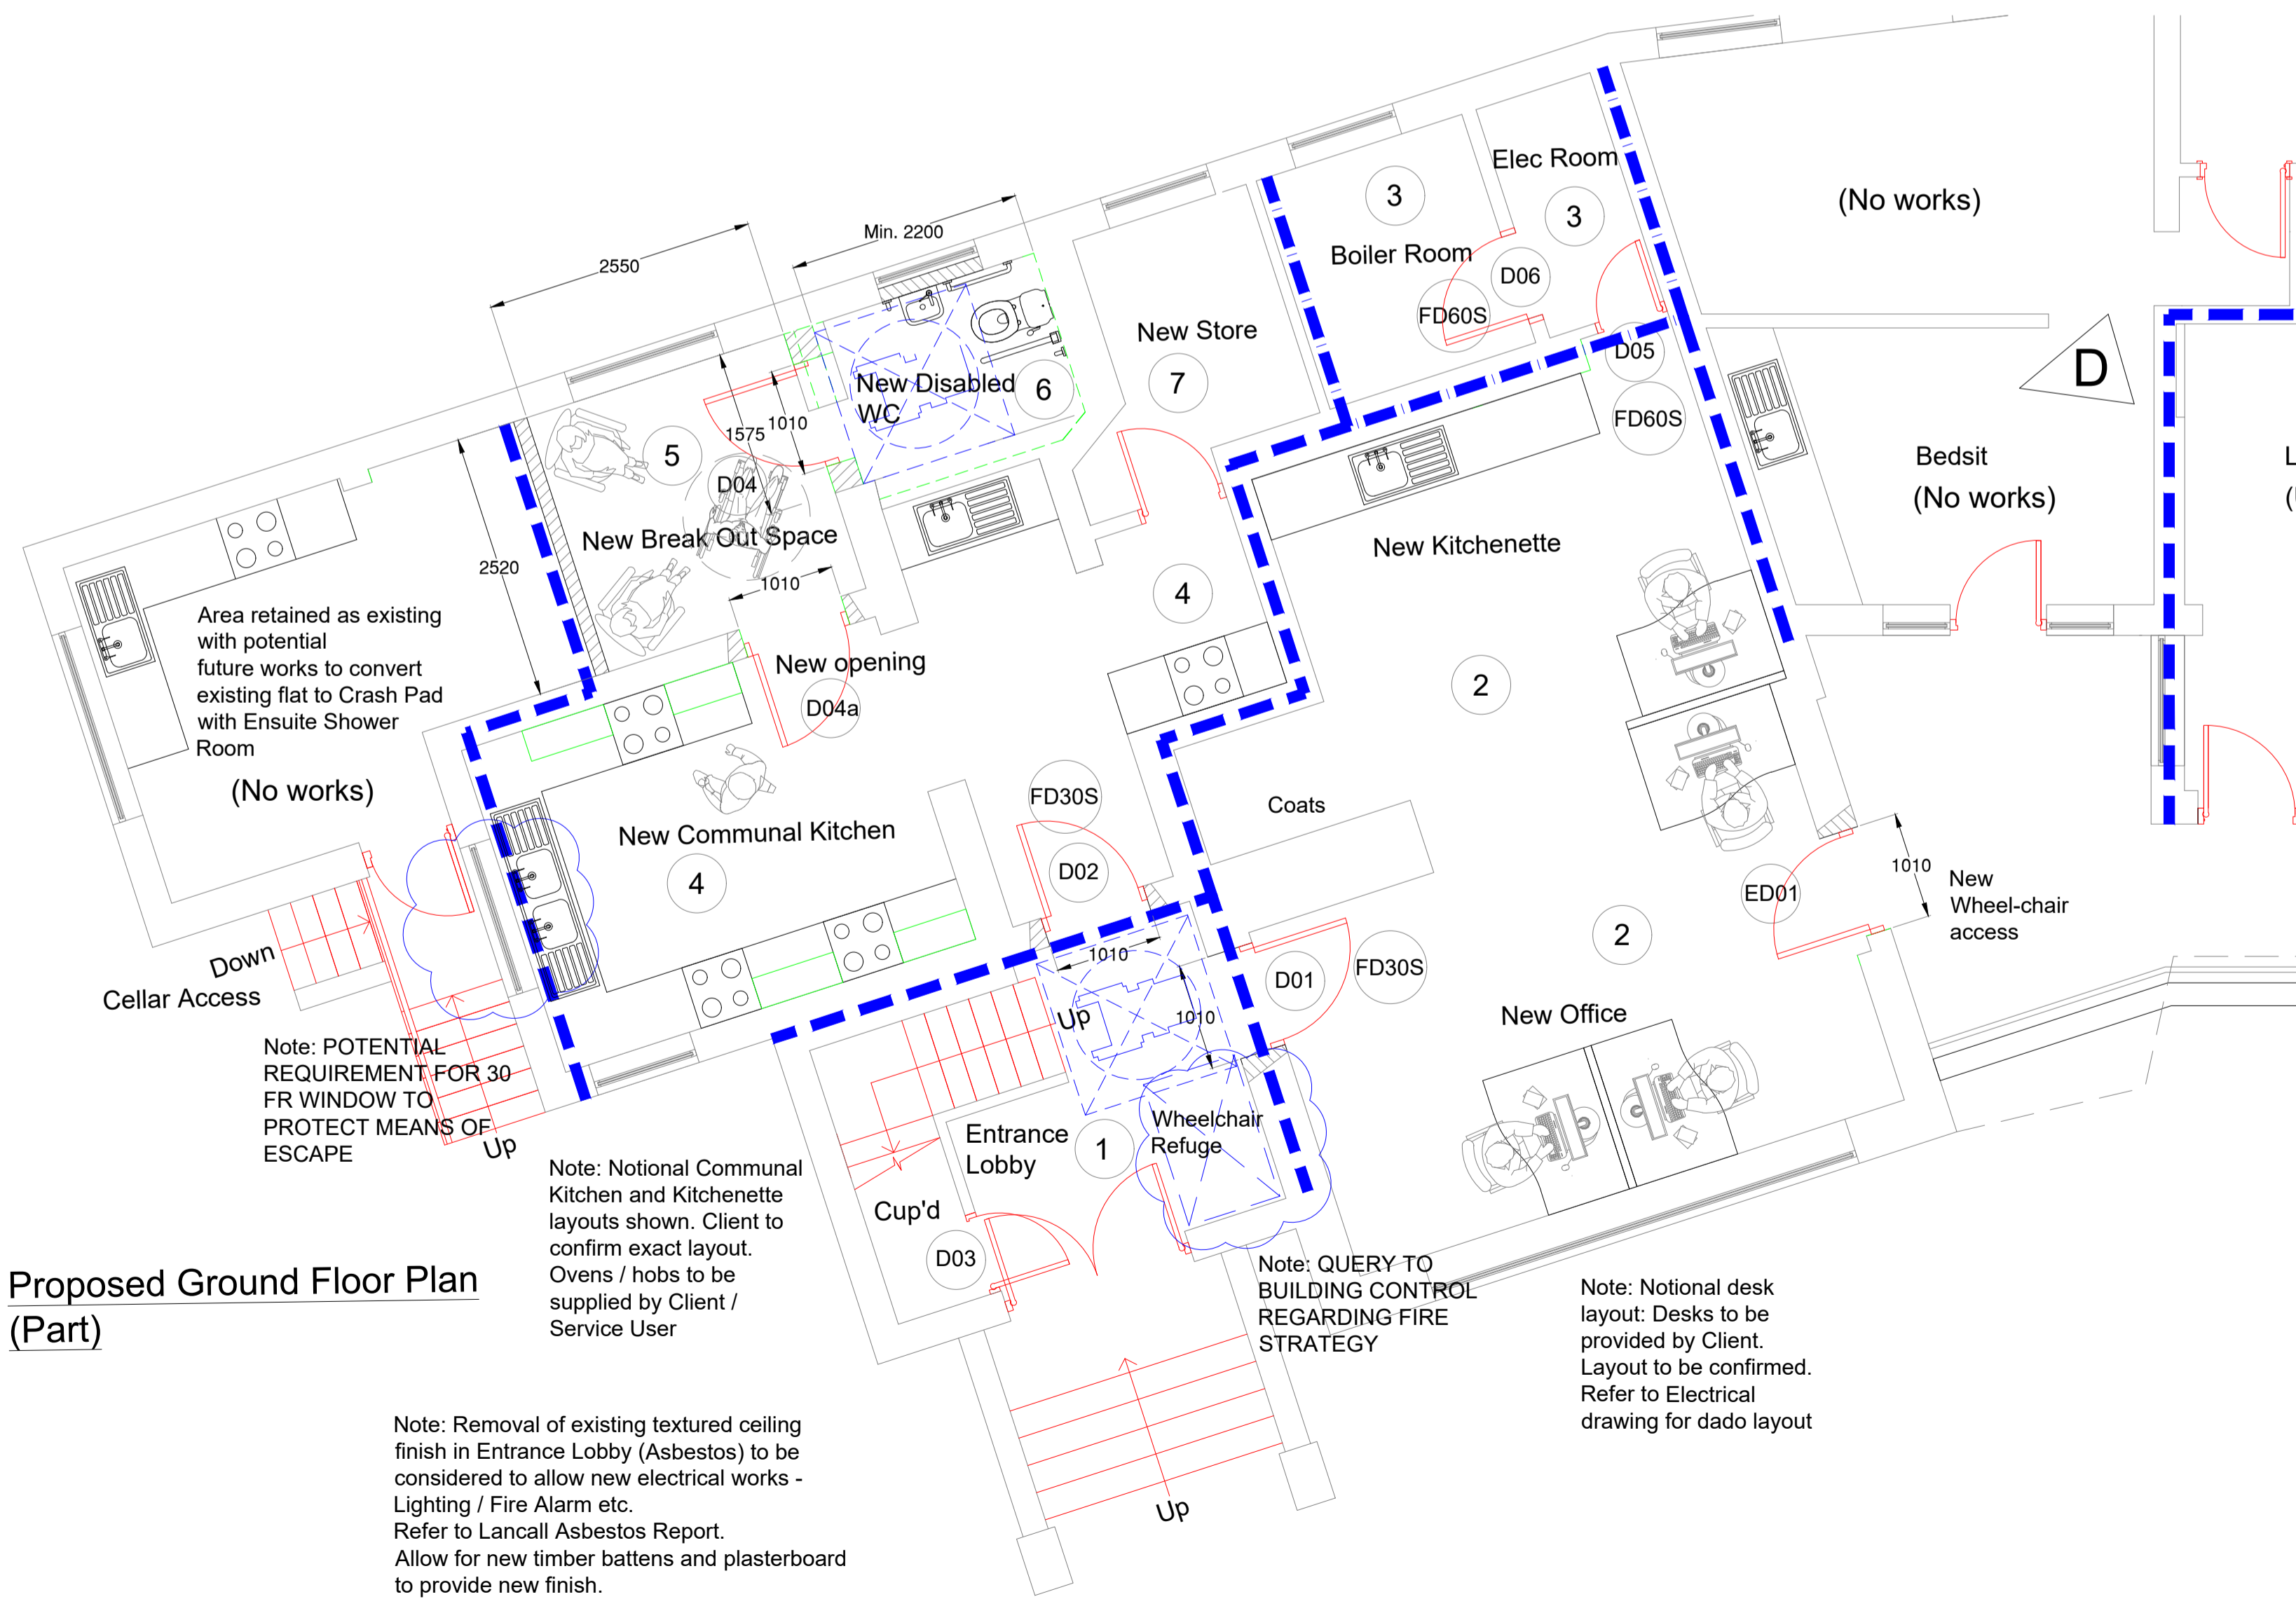 Elec Room
3
3
(No works)
Min. 2200
Boiler Room
2550
D06
FD60S
New Store
D05
D
New Disabled
WC
6
7
1010
1575
FD60S
5
Bedsit
(No works)
D04
New Break Out Space
New Kitchenette
2520
1010
4
Area retained as existing
with potential
future works to convert
existing flat to Crash Pad
with Ensuite Shower
Room
(No works)
New opening
D04a
2
FD30S
Coats
New Communal Kitchen
4
D02
ED01
1010
New
Wheel-chair
access
2
Down
Cellar Access
1010
D01
FD30S
Up
1010
New Office
Note: POTENTIAL
REQUIREMENT FOR 30
FR WINDOW TO
PROTECT MEANS OF
ESCAPE
Up
Entrance
Lobby
1
Wheelchair
Refuge
Note: Notional Communal
Kitchen and Kitchenette
layouts shown. Client to
confirm exact layout.
Ovens / hobs to be
supplied by Client /
Service User
Cup'd
D03
Proposed Ground Floor Plan
(Part)
Note: QUERY TO
BUILDING CONTROL
REGARDING FIRE
STRATEGY
Note: Notional desk
layout: Desks to be
provided by Client.
Layout to be confirmed.
Refer to Electrical
drawing for dado layout
Note: Removal of existing textured ceiling
finish in Entrance Lobby (Asbestos) to be
considered to allow new electrical works -
Lighting / Fire Alarm etc.
Refer to Lancall Asbestos Report.
Allow for new timber battens and plasterboard
to provide new finish.
Up